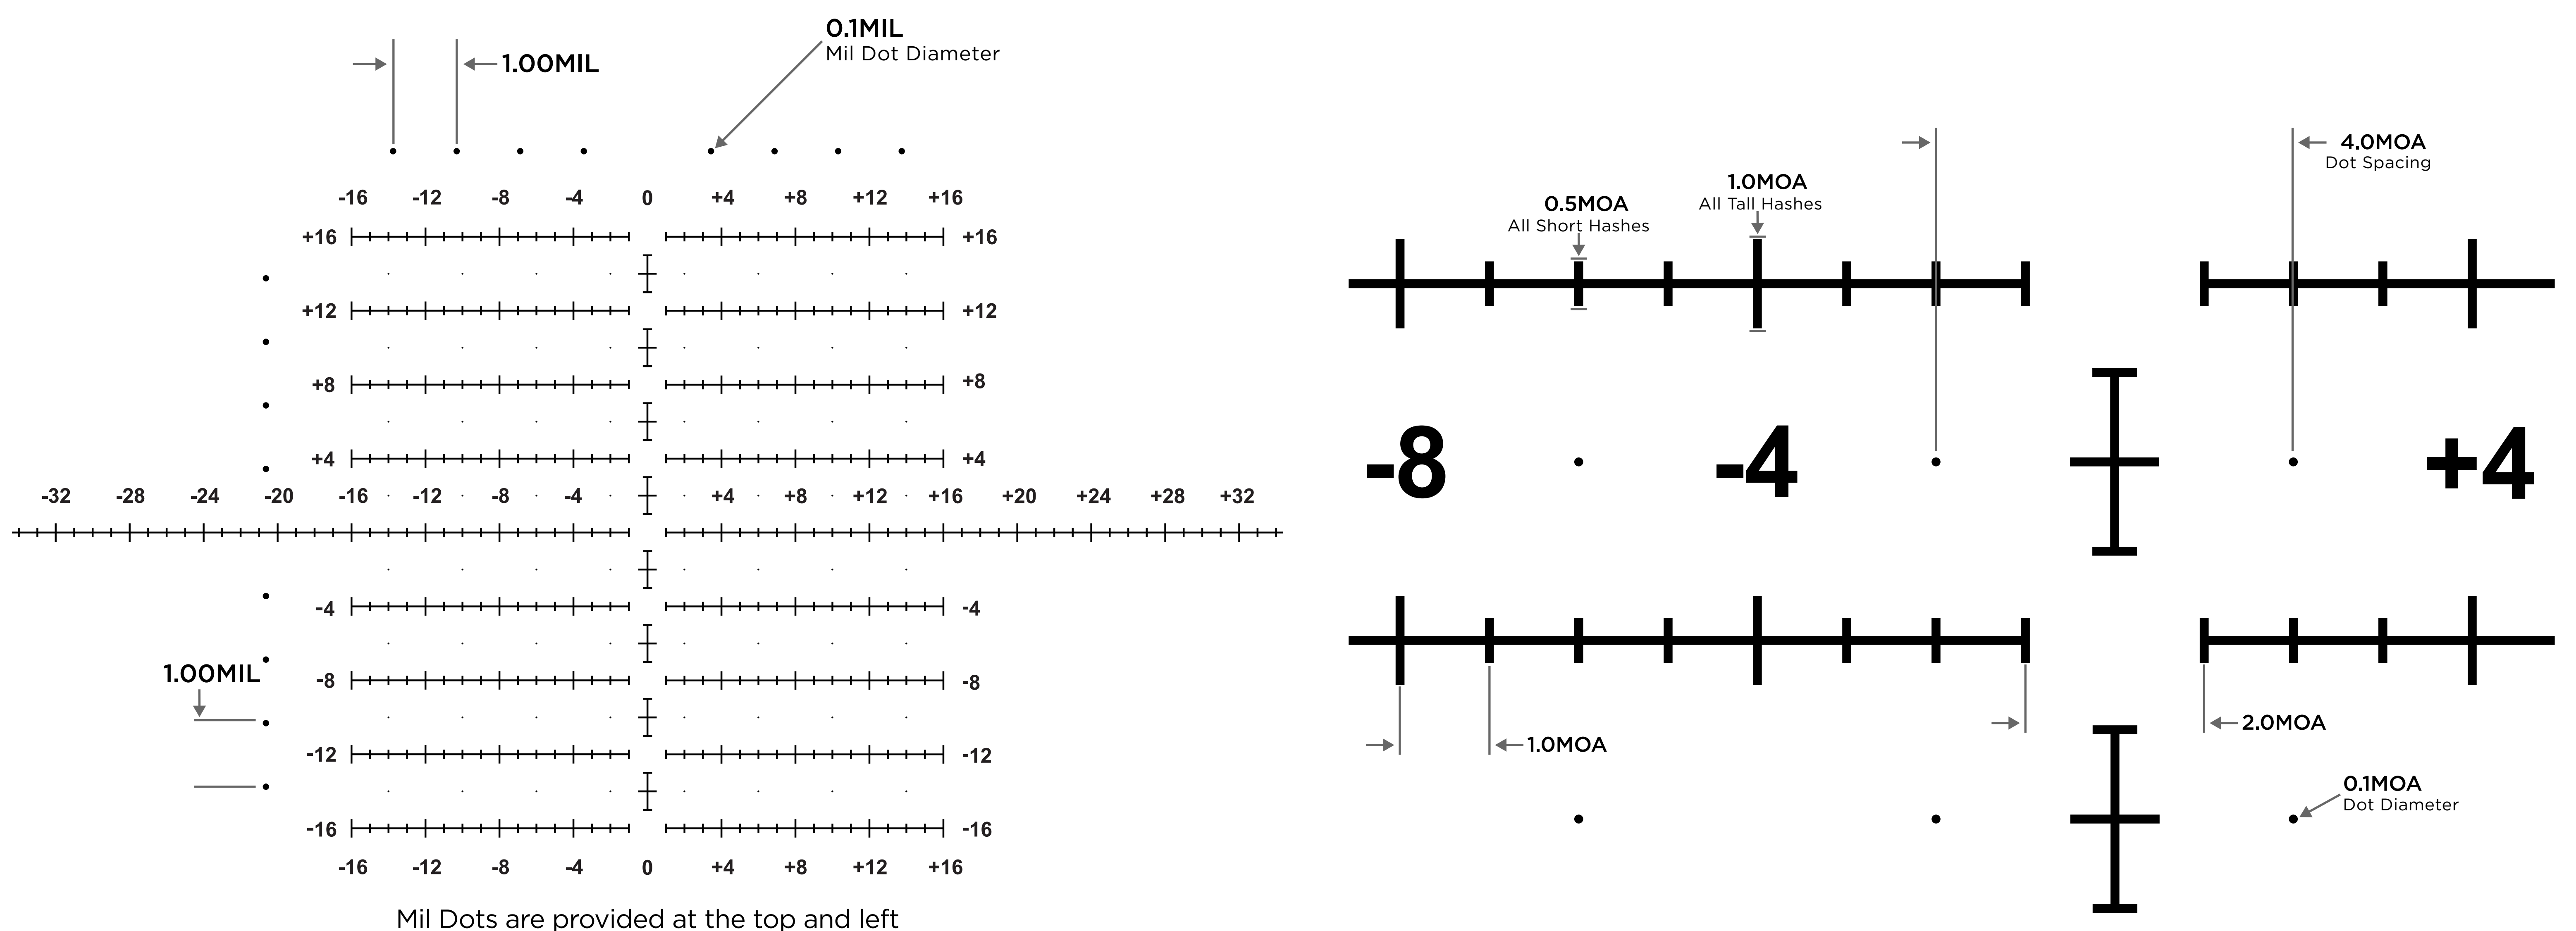 0.1MIL
Mil Dot Diameter
1.00MIL
-16 -12 -8 -4 0 +4 +8 +12 +16
+16 +16
+12 +12
+8 +8
+4 +4
-32 -28 -24 -20 -16 -12 -8 -4 +4 +8 +12 +16 +20 +24 +28 +32
-4 -4
1.00MIL
-8 -8
-12 -12
-16 -16
-16 -12 -8 -4 0 +4 +8 +12 +16
Mil Dots are provided at the top and left
4.0MOA
Dot Spacing
1.0MOA
All Tall Hashes
0.5MOA
All Short Hashes
-8 -4 +4
2.0MOA
1.0MOA
0.1MOA
Dot Diameter